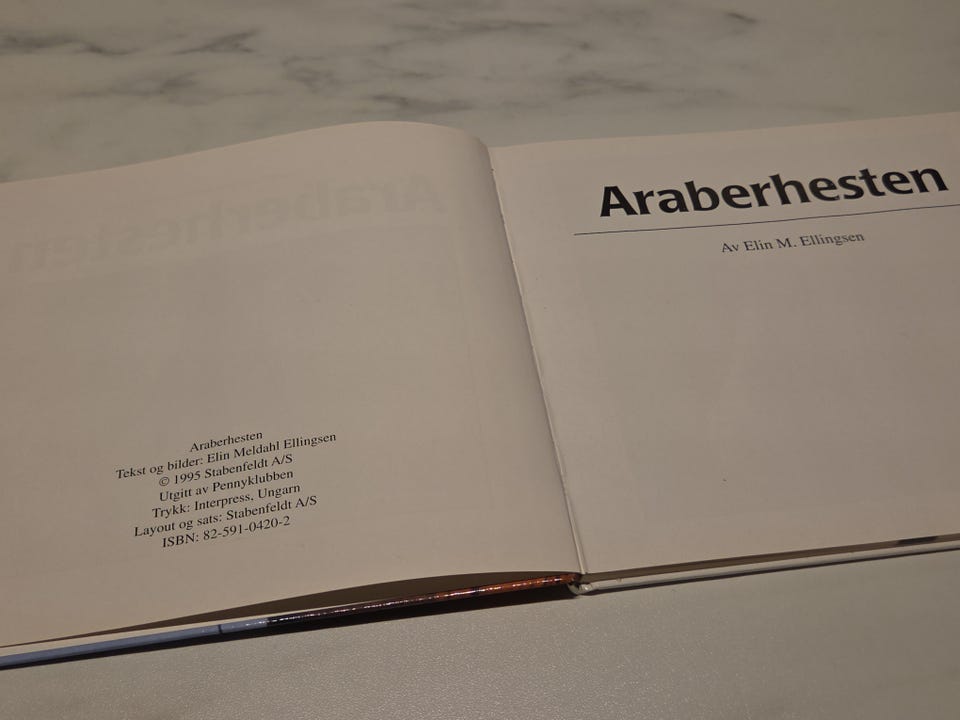 Araberhesten
Tekst og bilder: Elin Meldahl Ellingsen
© 1995 Stabenfeldt A/S
Utgitt av Pennyklubben
Trykk: Interpress, Ungarn
Layout og sats: Stabenfeldt A/S
ISBN: 82-591-0420-2
Araberhesten
Av Elin M. Ellingsen